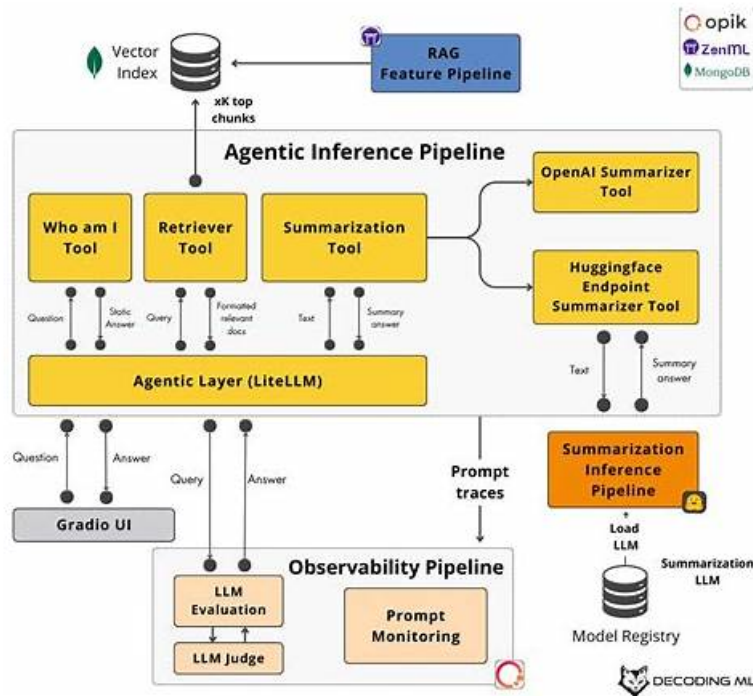 opik
ZenML
MongoDB
Vector
Index
RAG
Feature Pipeline
xK top
chunks
Agentic Inference Pipeline
Who am I
Tool
Retriever
Tool
Summarization
Tool
OpenAI Summarizer
Tool
Huggingface
Endpoint
Summarizer Tool
Question
Static
Answer
Query
Formatted
relevant
docs
Text
Summary
answer
Text
Summary
answer
Agentic Layer (LiteLLM)
Question
Answer
Query
Answer
Prompt
traces
Summarization
Inference
Pipeline
Gradio UI
Load
LLM
Summarization
LLM
Model Registry
Observability Pipeline
LLM
Evaluation
LLM Judge
Prompt
Monitoring
DECODING ML